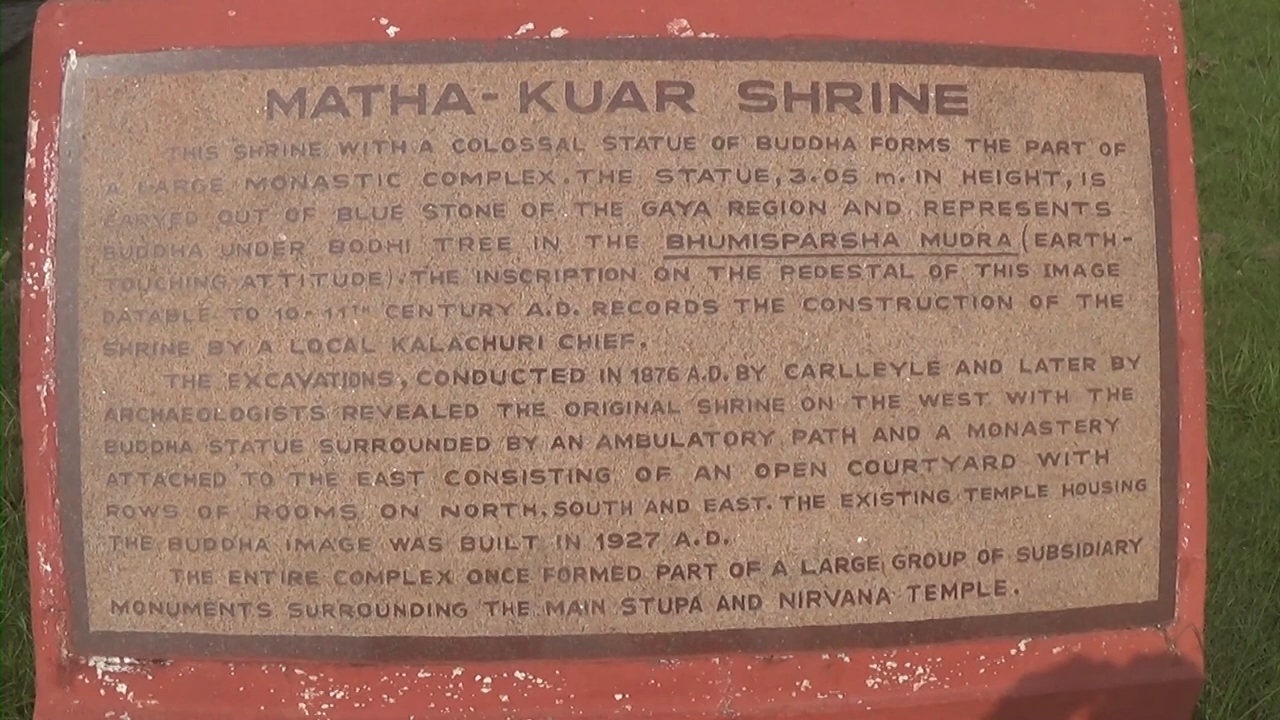 MATHA-KUAR SHRINE
THIS SHRINE WITH A COLOSSAL STATUE OF BUDDHA FORMS THE PART OF
A LARGE MONASTIC COMPLEX. THE STATUE, 3.05 m. IN HEIGHT, IS
CARVED OUT OF BLUE STONE OF THE GAYA REGION AND REPRESENTS
BUDDHA UNDER BODHI TREE IN THE BHUMISPARSHA MUDRA (EARTH-
TOUCHING ATTITUDE). THE INSCRIPTION ON THE PEDESTAL OF THIS IMAGE
DATABLE TO 10-11TH CENTURY A.D. RECORDS THE CONSTRUCTION OF THE
SHRINE BY A LOCAL KALACHURI CHIEF.
THE EXCAVATIONS, CONDUCTED IN 1876 A.D. BY CARLLEYLE AND LATER BY
ARCHAEOLOGISTS REVEALED THE ORIGINAL SHRINE ON THE WEST WITH THE
BUDDHA STATUE SURROUNDED BY AN AMBULATORY PATH AND A MONASTERY
ATTACHED TO THE EAST CONSISTING OF AN OPEN COURTYARD WITH
ROWS OF ROOMS ON NORTH, SOUTH AND EAST. THE EXISTING TEMPLE HOUSING
THE BUDDHA IMAGE WAS BUILT IN 1927 A.D.
THE ENTIRE COMPLEX ONCE FORMED PART OF A LARGE GROUP OF SUBSIDIARY
MONUMENTS SURROUNDING THE MAIN STUPA AND NIRVANA TEMPLE.